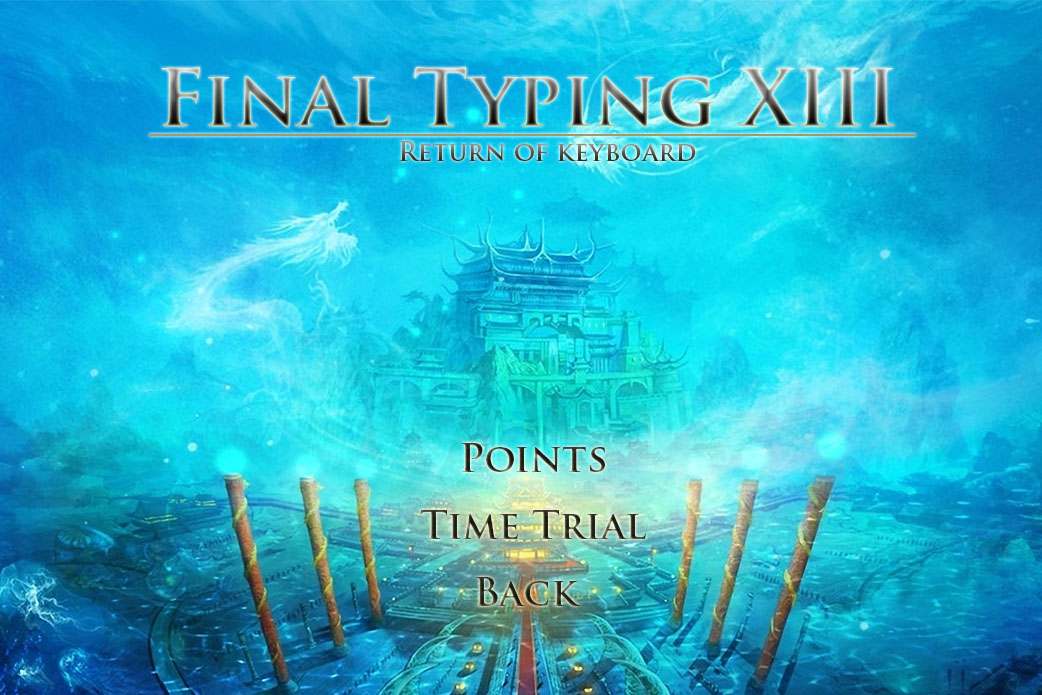 Final Typing XIII
Return of keyboard
Points
Time Trial
Back